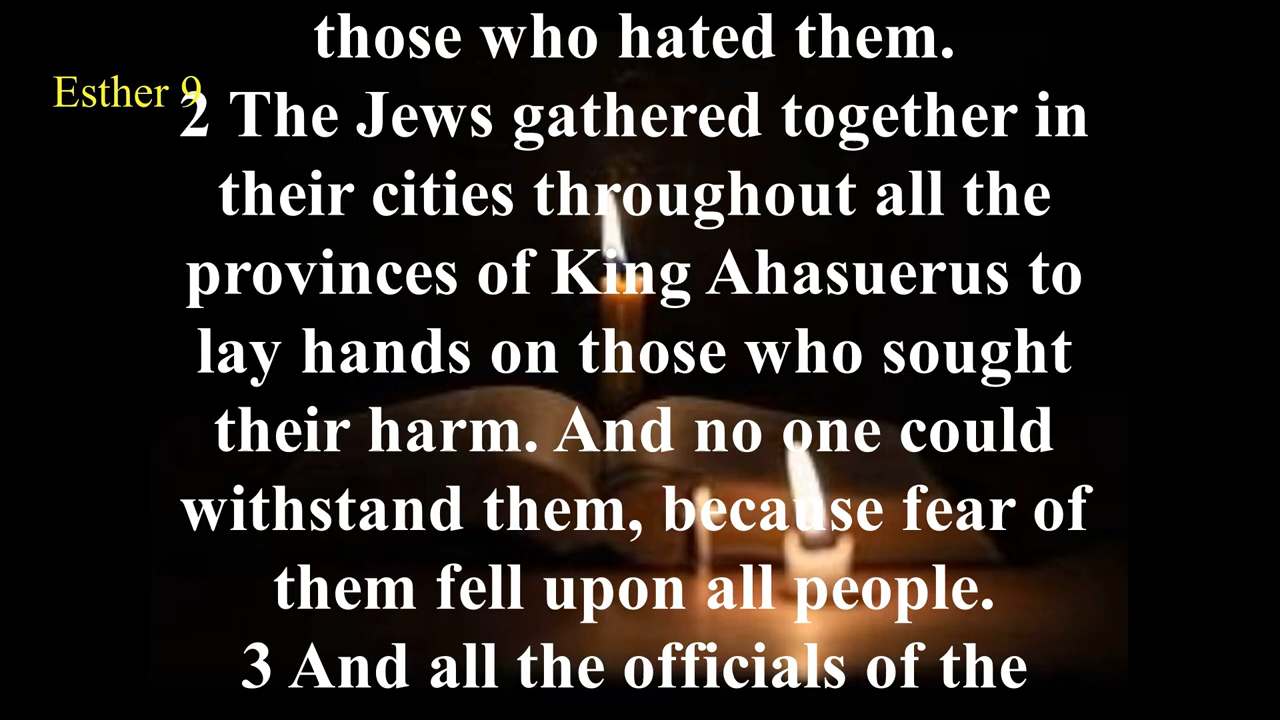 those who hated them.
Esther 9
2 The Jews gathered together in
their cities throughout all the
provinces of King Ahasuerus to
lay hands on those who sought
their harm. And no one could
withstand them, because fear of
them fell upon all people.
3 And all the officials of the